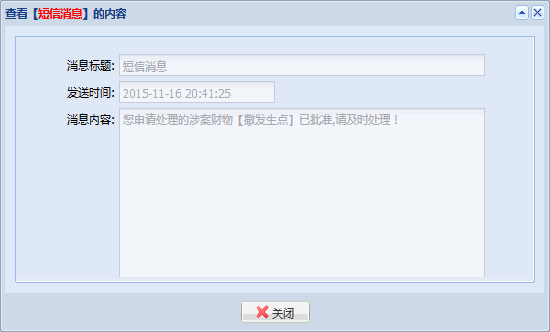 查看【短信消息】的内容
消息标题: 短信消息
发送时间: 2015-11-16 20:41:25
消息内容: 您申请处理的涉案财物【撒发生点】已批准,请及时处理！
关闭